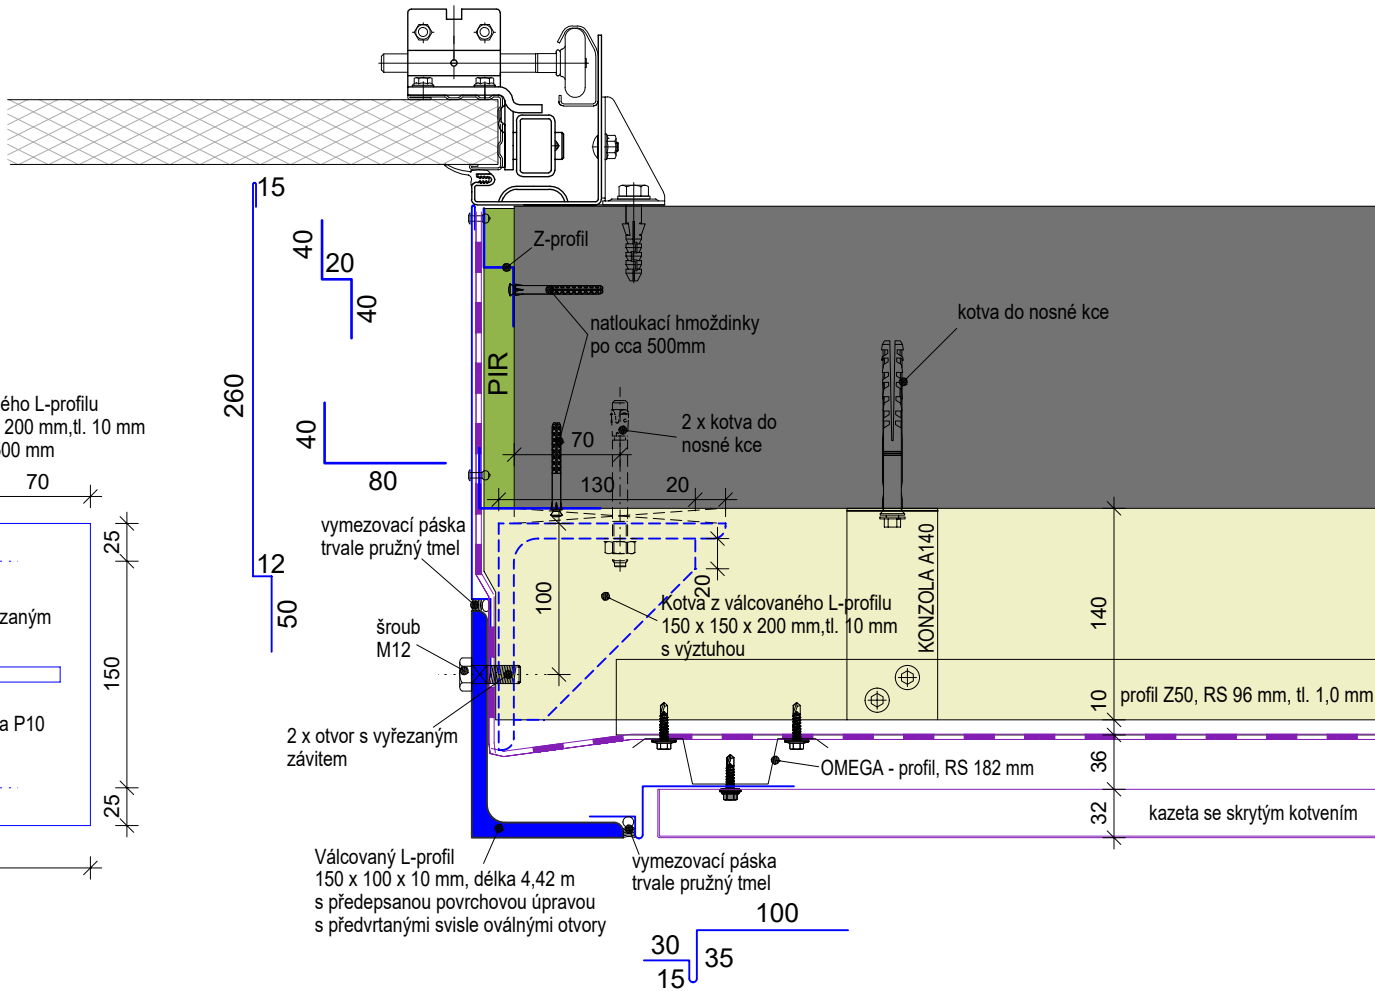 15
40
20
40
260
40
80
12
50
Z-profil
natloukací hmoždinky
po cca 500mm
PIR
kotva do nosné kce
2 x kotva do
nosné kce
70
130
20
ého L-profilu
200 mm,tl. 10 mm
500 mm
70
25
150
25
zaným
a P10
vymezovací páska
trvale pružný tmel
šroub
M12
2 x otvor s vyřezaným
závitem
100
20
Kotva z válcovaného L-profilu
150 x 150 x 200 mm,tl. 10 mm
s výztuhou
KONZOLA A140
140
10
36
32
profil Z50, RS 96 mm, tl. 1,0 mm
OMEGA - profil, RS 182 mm
kazeta se skrytým kotvením
Válcovaný L-profil
150 x 100 x 10 mm, délka 4,42 m
s předepsanou povrchovou úpravou
s předvrtanými svisle oválnými otvory
vymezovací páska
trvale pružný tmel
100
30
35
15